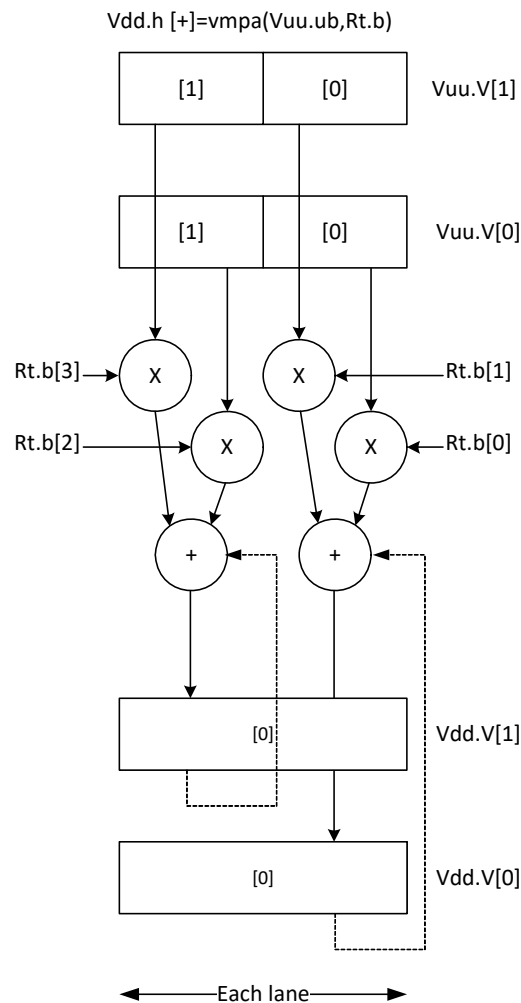 Vdd.h [+]=vmpa(Vuu.ub,Rt.b)
[1] [0] Vuu.V[1]
[1] [0] Vuu.V[0]
Rt.b[3] X X Rt.b[1]
Rt.b[2] X X Rt.b[0]
+ +
[0] Vdd.V[1]
[0] Vdd.V[0]
Each lane